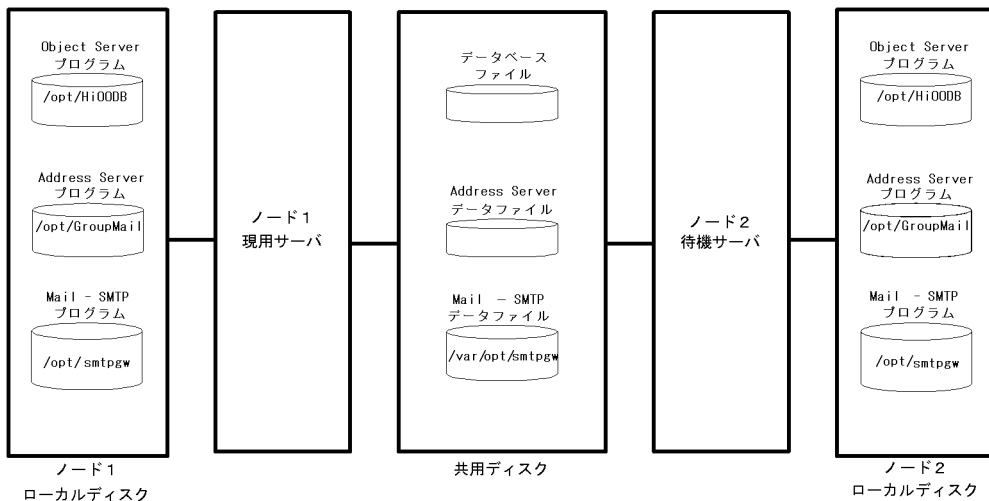 Object Server
プログラム
/opt/HiOODB
Address Server
プログラム
/opt/GroupMail
Mail - SMTP
プログラム
/opt/smtpgw
ノード1
ローカルディスク
ノード1
現用サーバ
データベース
ファイル
Address Server
データファイル
Mail - SMTP
データファイル
/var/opt/smtpgw
共用ディスク
ノード2
待機サーバ
Object Server
プログラム
/opt/HiOODB
Address Server
プログラム
/opt/GroupMail
Mail - SMTP
プログラム
/opt/smtpgw
ノード2
ローカルディスク